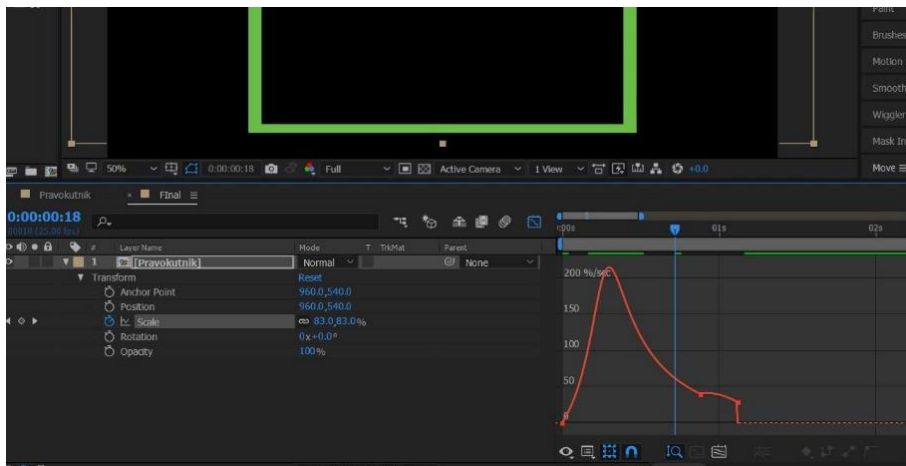 Paint
Brushes
Motion
Smooth
Wiggler
Mask In
Move
50%
0:00:00:18
Full
Active Camera
1 View
+0.0
Pravokutnik
FInal
0:00:00:18
00018 (25.00 fps)
# Layer Name Mode T TrkMat Parent
1 [Pravokutnik] Normal None
Transform Reset
Anchor Point 960.0,540.0
Position 960.0,540.0
Scale 83.0,83.0%
Rotation 0x+0.0°
Opacity 100%
:00s 01s 02s
200 %/sec
150
100
50
0